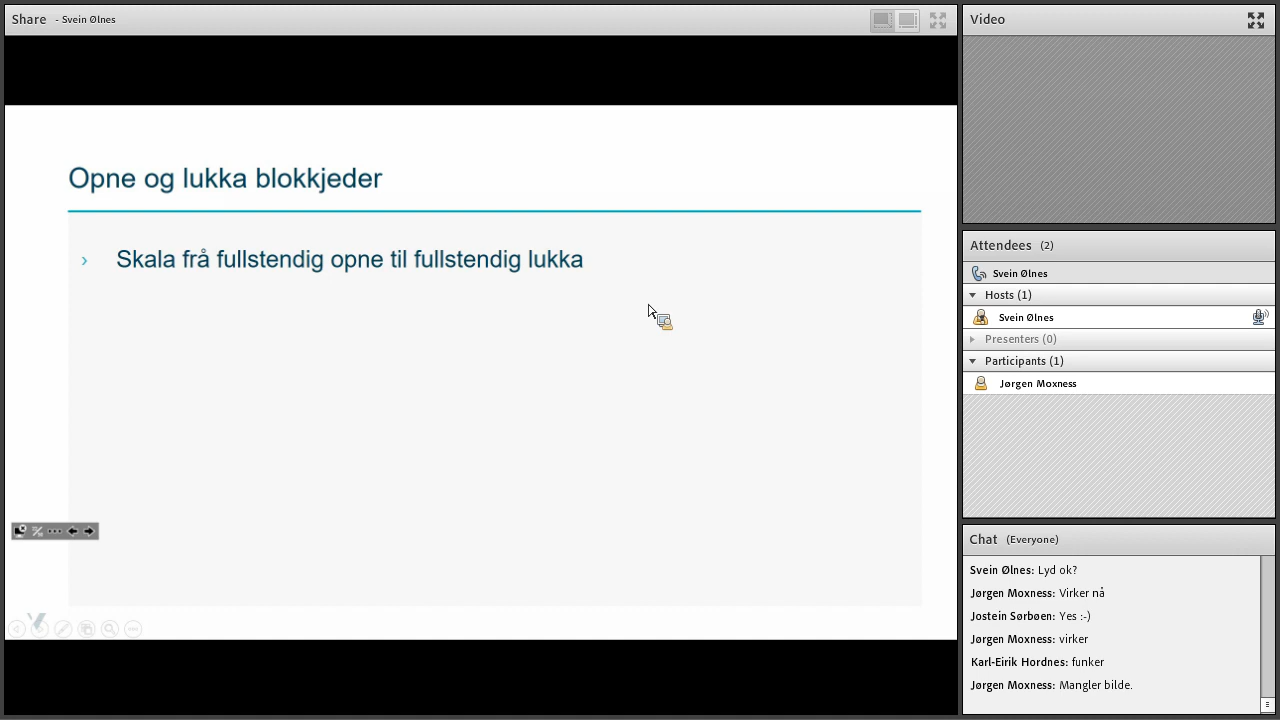 Share - Svein Ølnes
Opne og lukka blokkjeder
› Skala frå fullstendig opne til fullstendig lukka
Video
Attendees (2)
Svein Ølnes
Hosts (1)
Svein Ølnes
Presenters (0)
Participants (1)
Jørgen Moxness
Chat (Everyone)
Svein Ølnes: Lyd ok?
Jørgen Moxness: Virker nå
Jostein Sørbøen: Yes :-)
Jørgen Moxness: virker
Karl-Eirik Hordnes: funker
Jørgen Moxness: Mangler bilde.